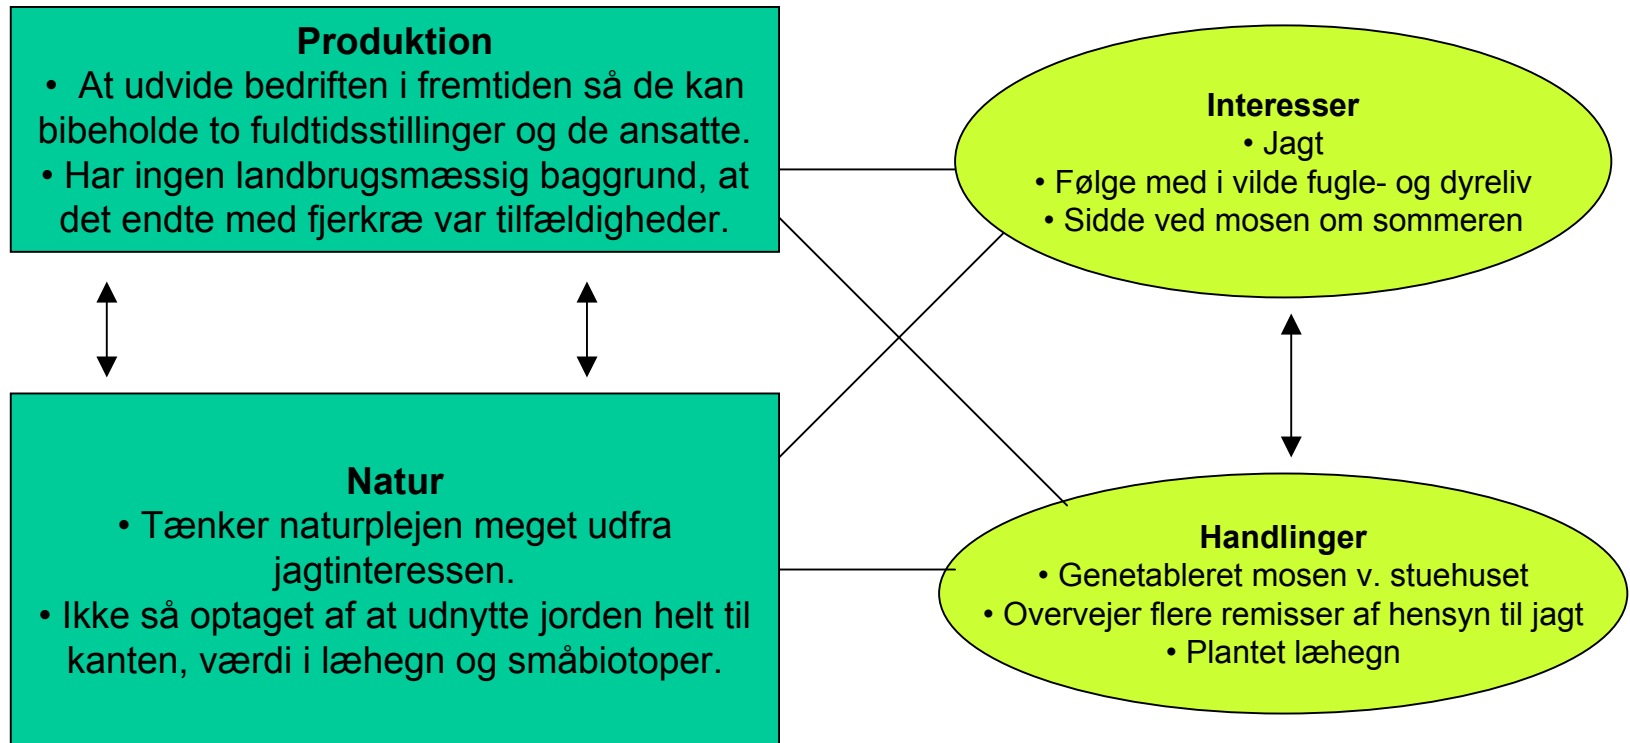 Produktion
• At udvide bedriften i fremtiden så de kan
bibeholde to fuldtidsstillinger og de ansatte.
• Har ingen landbrugsmæssig baggrund, at
det endte med fjerkræ var tilfældigheder.
Interesser
• Jagt
• Følge med i vilde fugle- og dyreliv
• Sidde ved mosen om sommeren
Natur
• Tænker naturplejen meget udfra
jagtinteressen.
• Ikke så optaget af at udnytte jorden helt til
kanten, værdi i læhegn og småbiotoper.
Handlinger
• Genetableret mosen v. stuehuset
• Overvejer flere remisser af hensyn til jagt
• Plantet læhegn